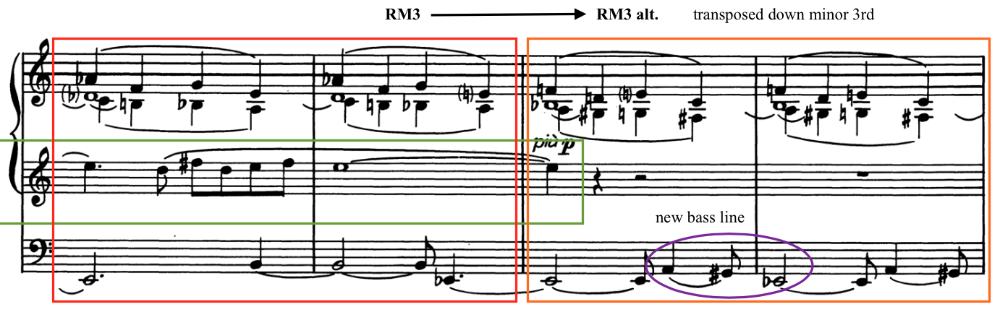 RM3 RM3 alt. transposed down minor 3rd
più p
new bass line